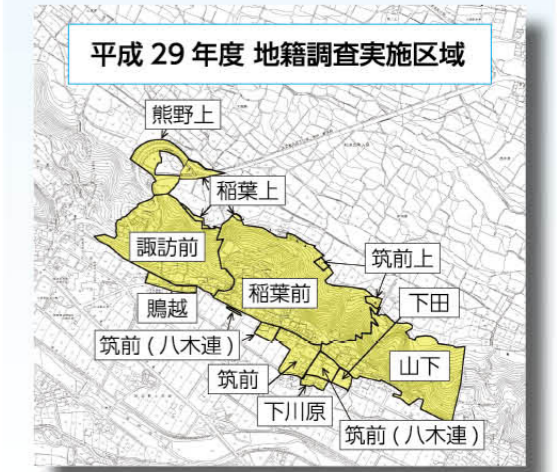 平成 29 年度 地籍調査実施区域
熊野上
稲葉上
諏訪前
筑前上
稲葉前
鵙越
下田
筑前 ( 八木連 )
山下
筑前
下川原
筑前 ( 八木連 )